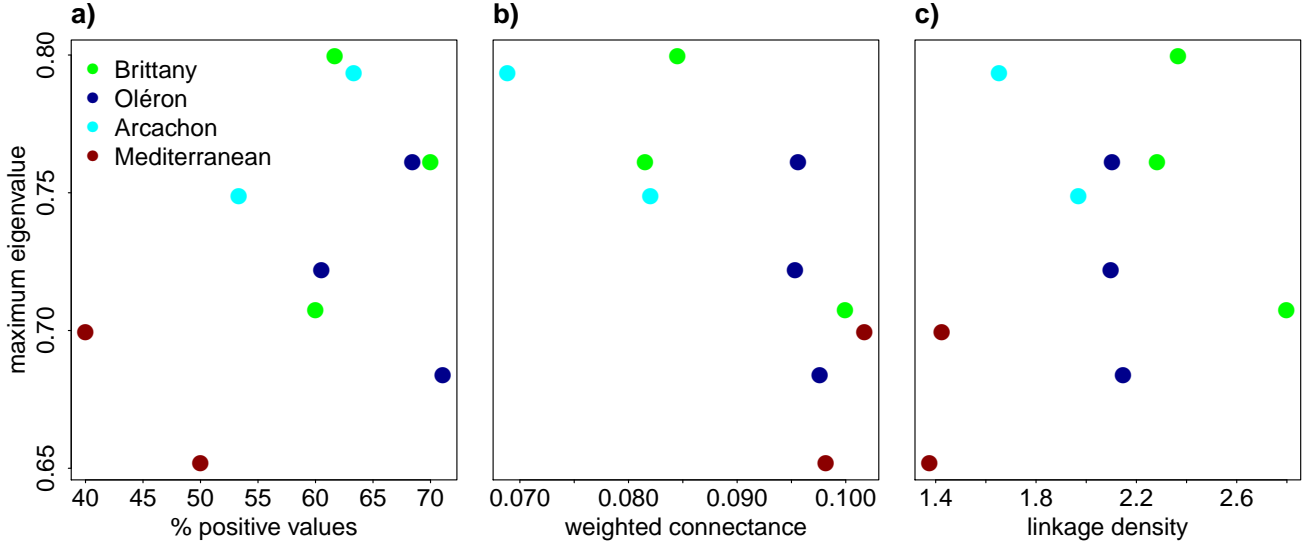 a)
b)
c)
maximum eigenvalue
0.80
0.75
0.70
0.65
Brittany
Oléron
Arcachon
Mediterranean
40 45 50 55 60 65 70
% positive values
0.070 0.080 0.090 0.100
weighted connectance
1.4 1.8 2.2 2.6
linkage density